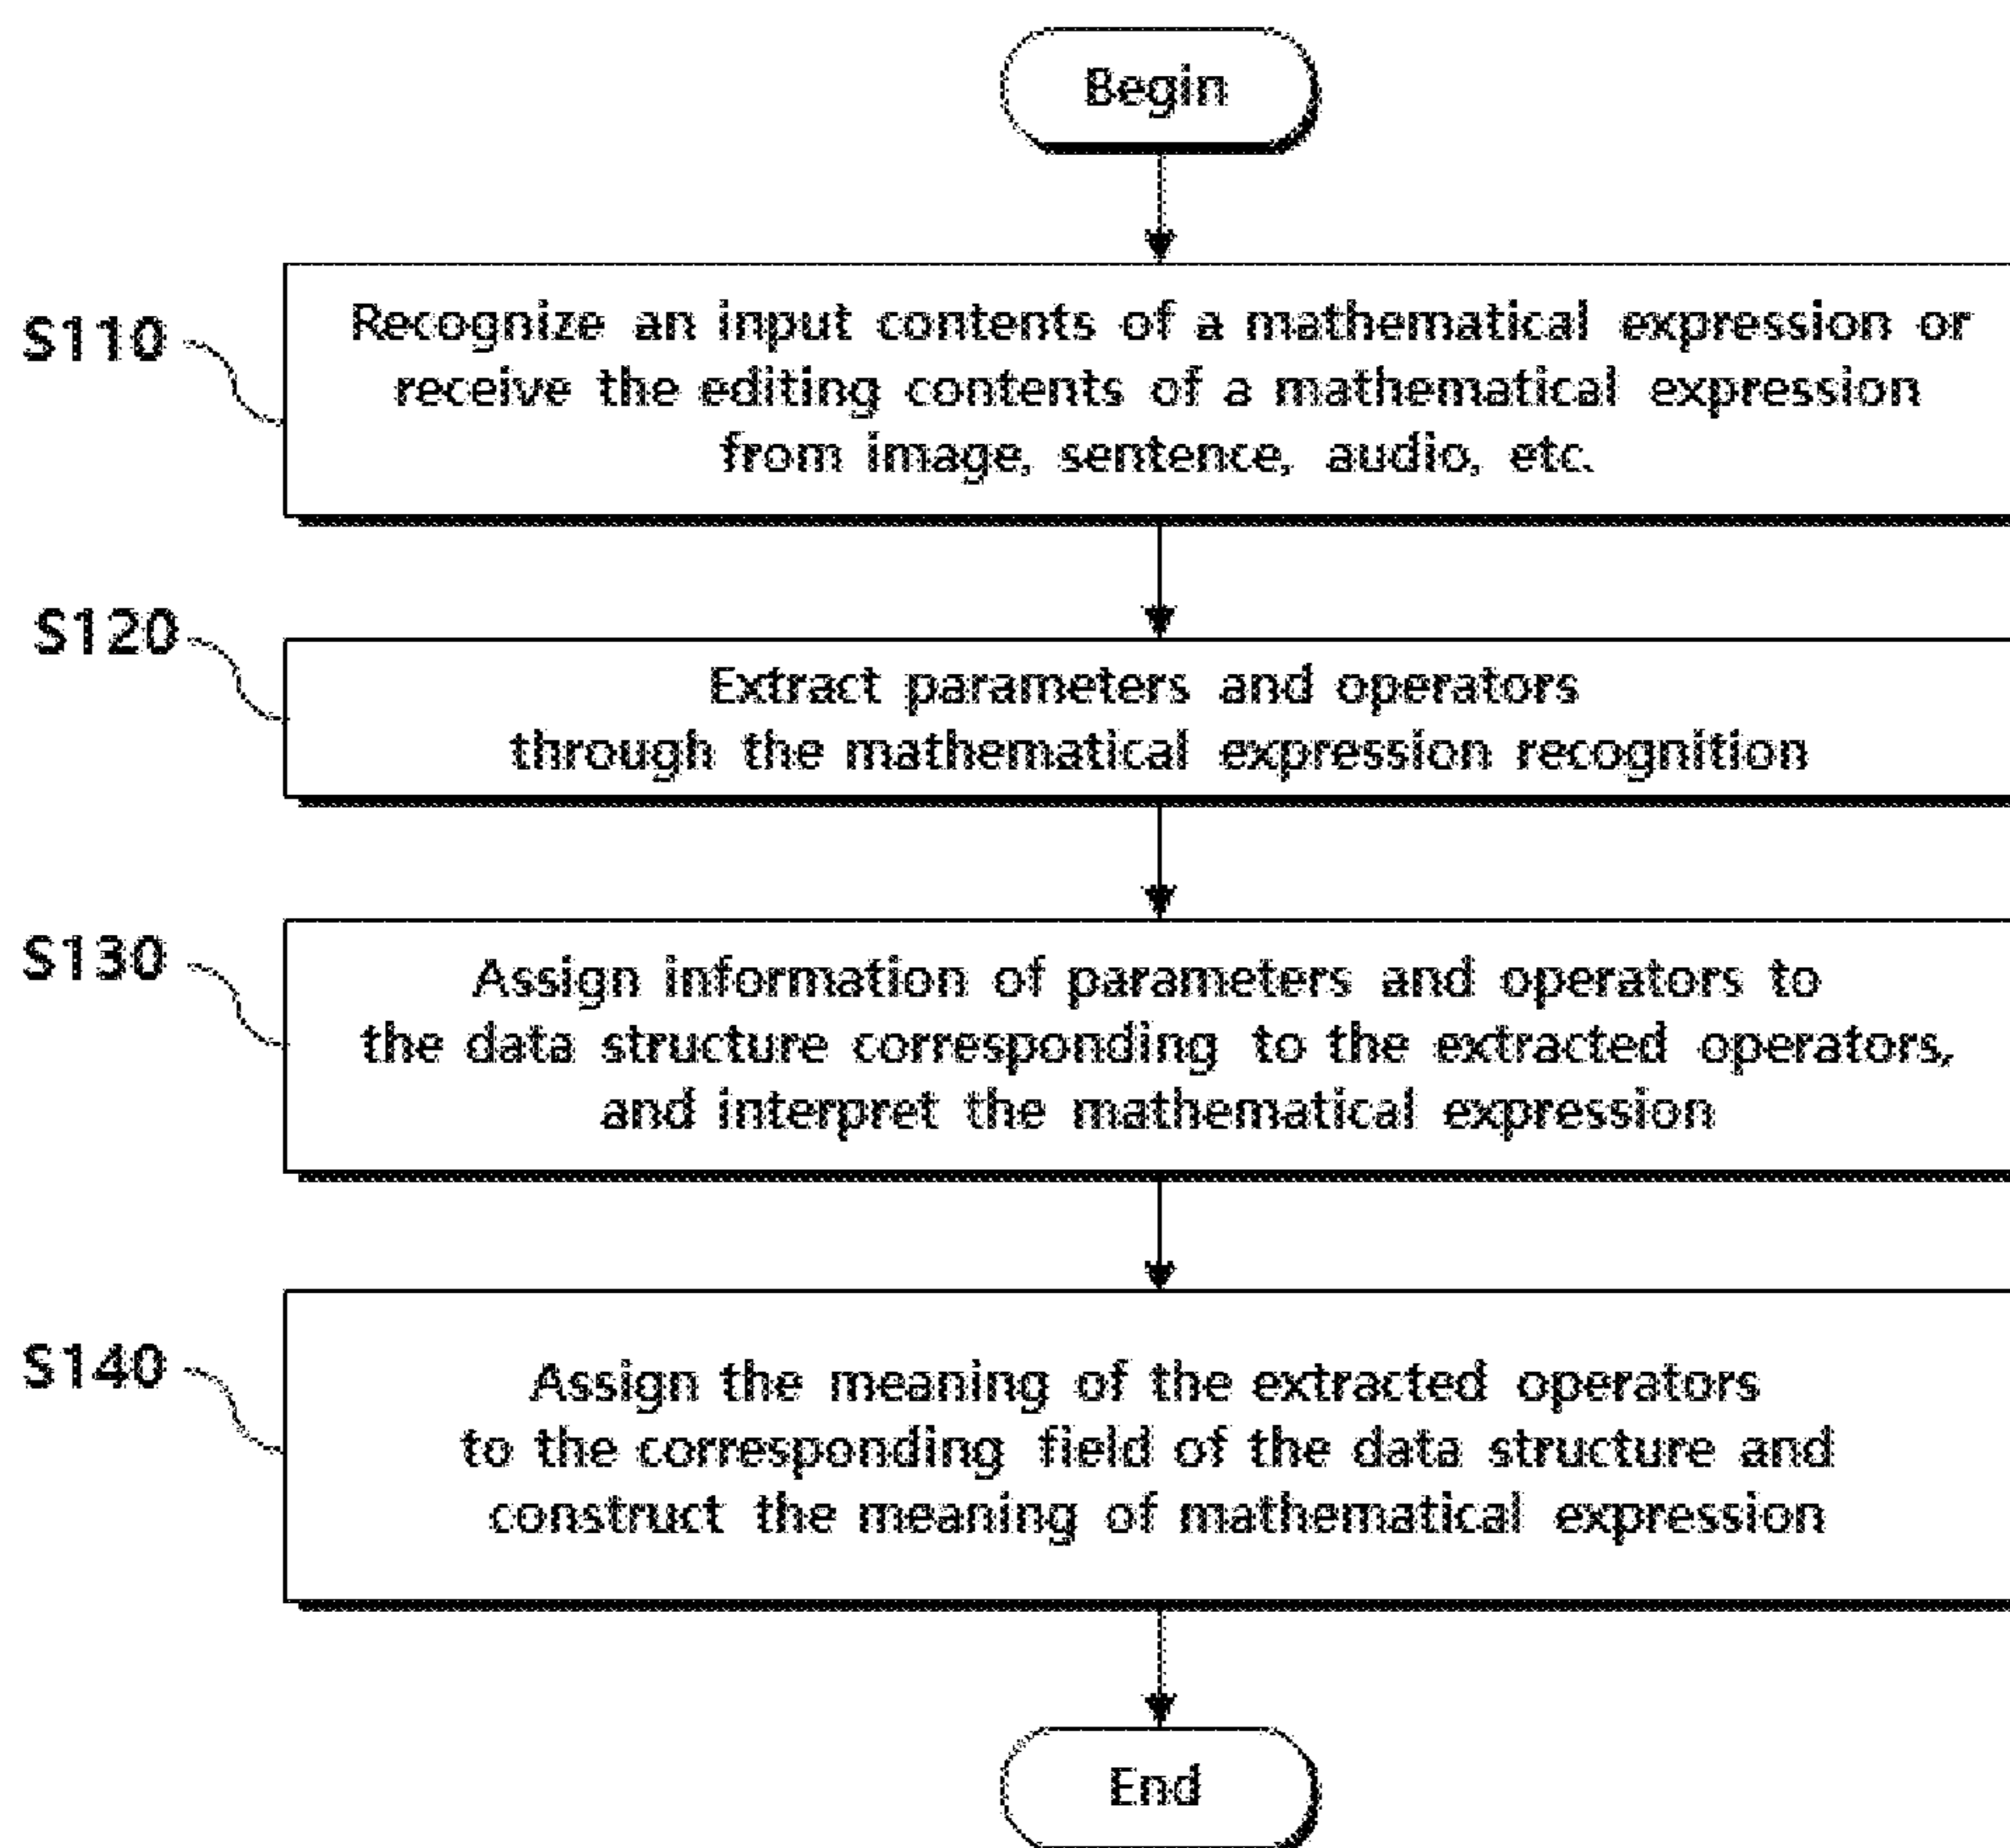 Begin
S110
Recognize an input contents of a mathematical expression or
receive the editing contents of a mathematical expression
from image, sentence, audio, etc.
S120
Extract parameters and operators
through the mathematical expression recognition
S130
Assign information of parameters and operators to
the data structure corresponding to the extracted operators,
and interpret the mathematical expression
S140
Assign the meaning of the extracted operators
to the corresponding field of the data structure and
construct the meaning of mathematical expression
End